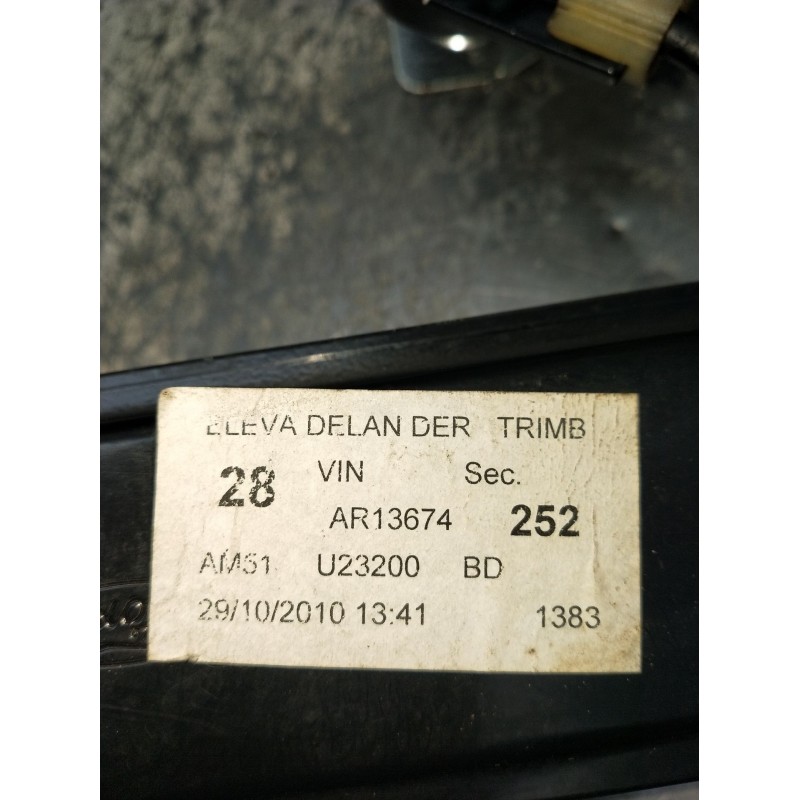 ELEVA DELAN DER TRIMB
28 VIN Sec.
AR13674 252
AM51 U23200 BD
29/10/2010 13:41 1383